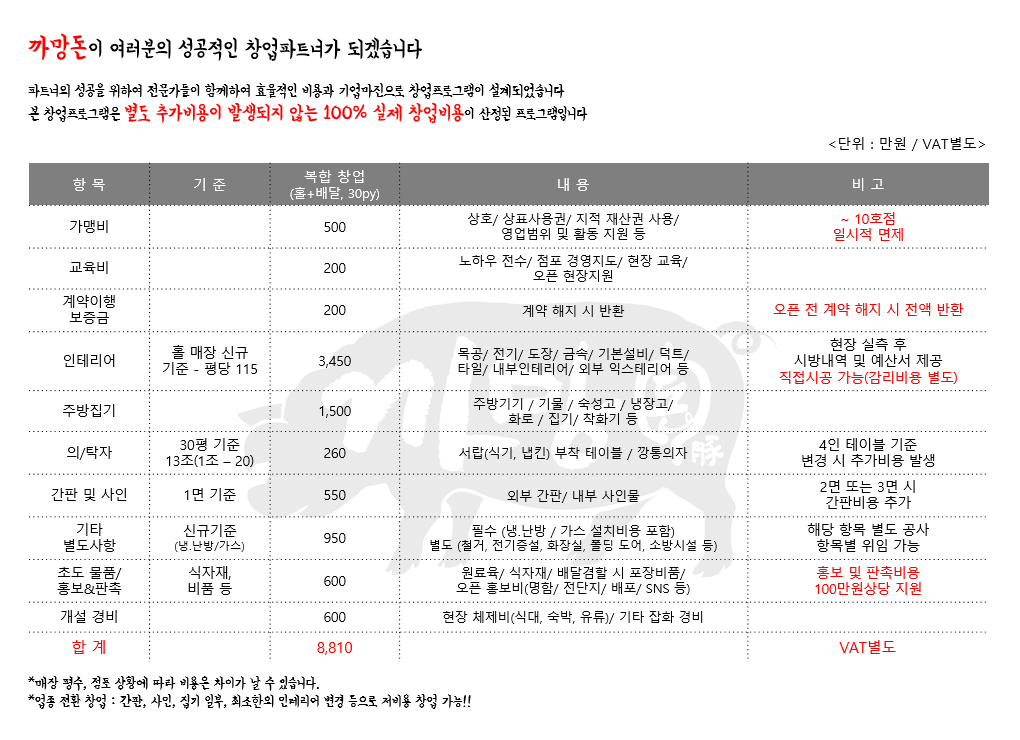 까망돈이 여러분의 성공적인 창업파트너가 되겠습니다
파트너의 성공을 위하여 전문가들이 함께하여 효율적인 비용과 기업마진으로 창업프로그램이 설계되었습니다
본 창업프로그램은 별도 추가비용이 발생되지 않는 100% 실제 창업비용이 산정된 프로그램입니다
<단위 : 만원 / VAT별도>
항 목 기 준 복합 창업 (홀+배달, 30py) 내 용 비 고
가맹비 500 상호/ 상표사용권/ 지적 재산권 사용/ ~ 10호점
영업범위 및 활동 지원 등 일시적 면제
교육비 200 노하우 전수/ 점포 경영지도/ 현장 교육/
오픈 현장지원
계약이행
보증금 200 계약 해지 시 반환 오픈 전 계약 해지 시 전액 반환
인테리어 홀 매장 신규 3,450 목공/ 전기/ 도장/ 금속/ 기본설비/ 덕트/ 현장 실측 후
기준 - 평당 115 타일/ 내부인테리어/ 외부 익스테리어 등 시방내역 및 예산서 제공
직접시공 가능(감리비용 별도)
주방집기 1,500 주방기기 / 기물 / 숙성고 / 냉장고/
화로 / 집기/ 착화기 등
의/탁자 30평 기준 260 서랍(식기, 냅킨) 부착 테이블 / 깡통의자 4인 테이블 기준
13조(1조 – 20) 변경 시 추가비용 발생
간판 및 사인 1면 기준 550 외부 간판/ 내부 사인물 2면 또는 3면 시
간판비용 추가
기타 신규기준 950 필수 (냉.난방 / 가스 설치비용 포함) 해당 항목 별도 공사
별도사항 (냉.난방/가스) 별도 (철거, 전기증설, 화장실, 폴딩 도어, 소방시설 등) 항목별 위임 가능
초도 물품/ 식자재, 600 원료육/ 식자재/ 배달겸할 시 포장비품/ 홍보 및 판촉비용
홍보&판촉 비품 등 오픈 홍보비(명함/ 전단지/ 배포/ SNS 등) 100만원상당 지원
개설 경비 600 현장 체제비(식대, 숙박, 유류)/ 기타 잡화 경비
합 계 8,810 VAT별도
*매장 평수, 점포 상황에 따라 비용은 차이가 날 수 있습니다.
*업종 전환 창업 : 간판, 사인, 집기 일부, 최소한의 인테리어 변경 등으로 저비용 창업 가능!!
까망돈
豚